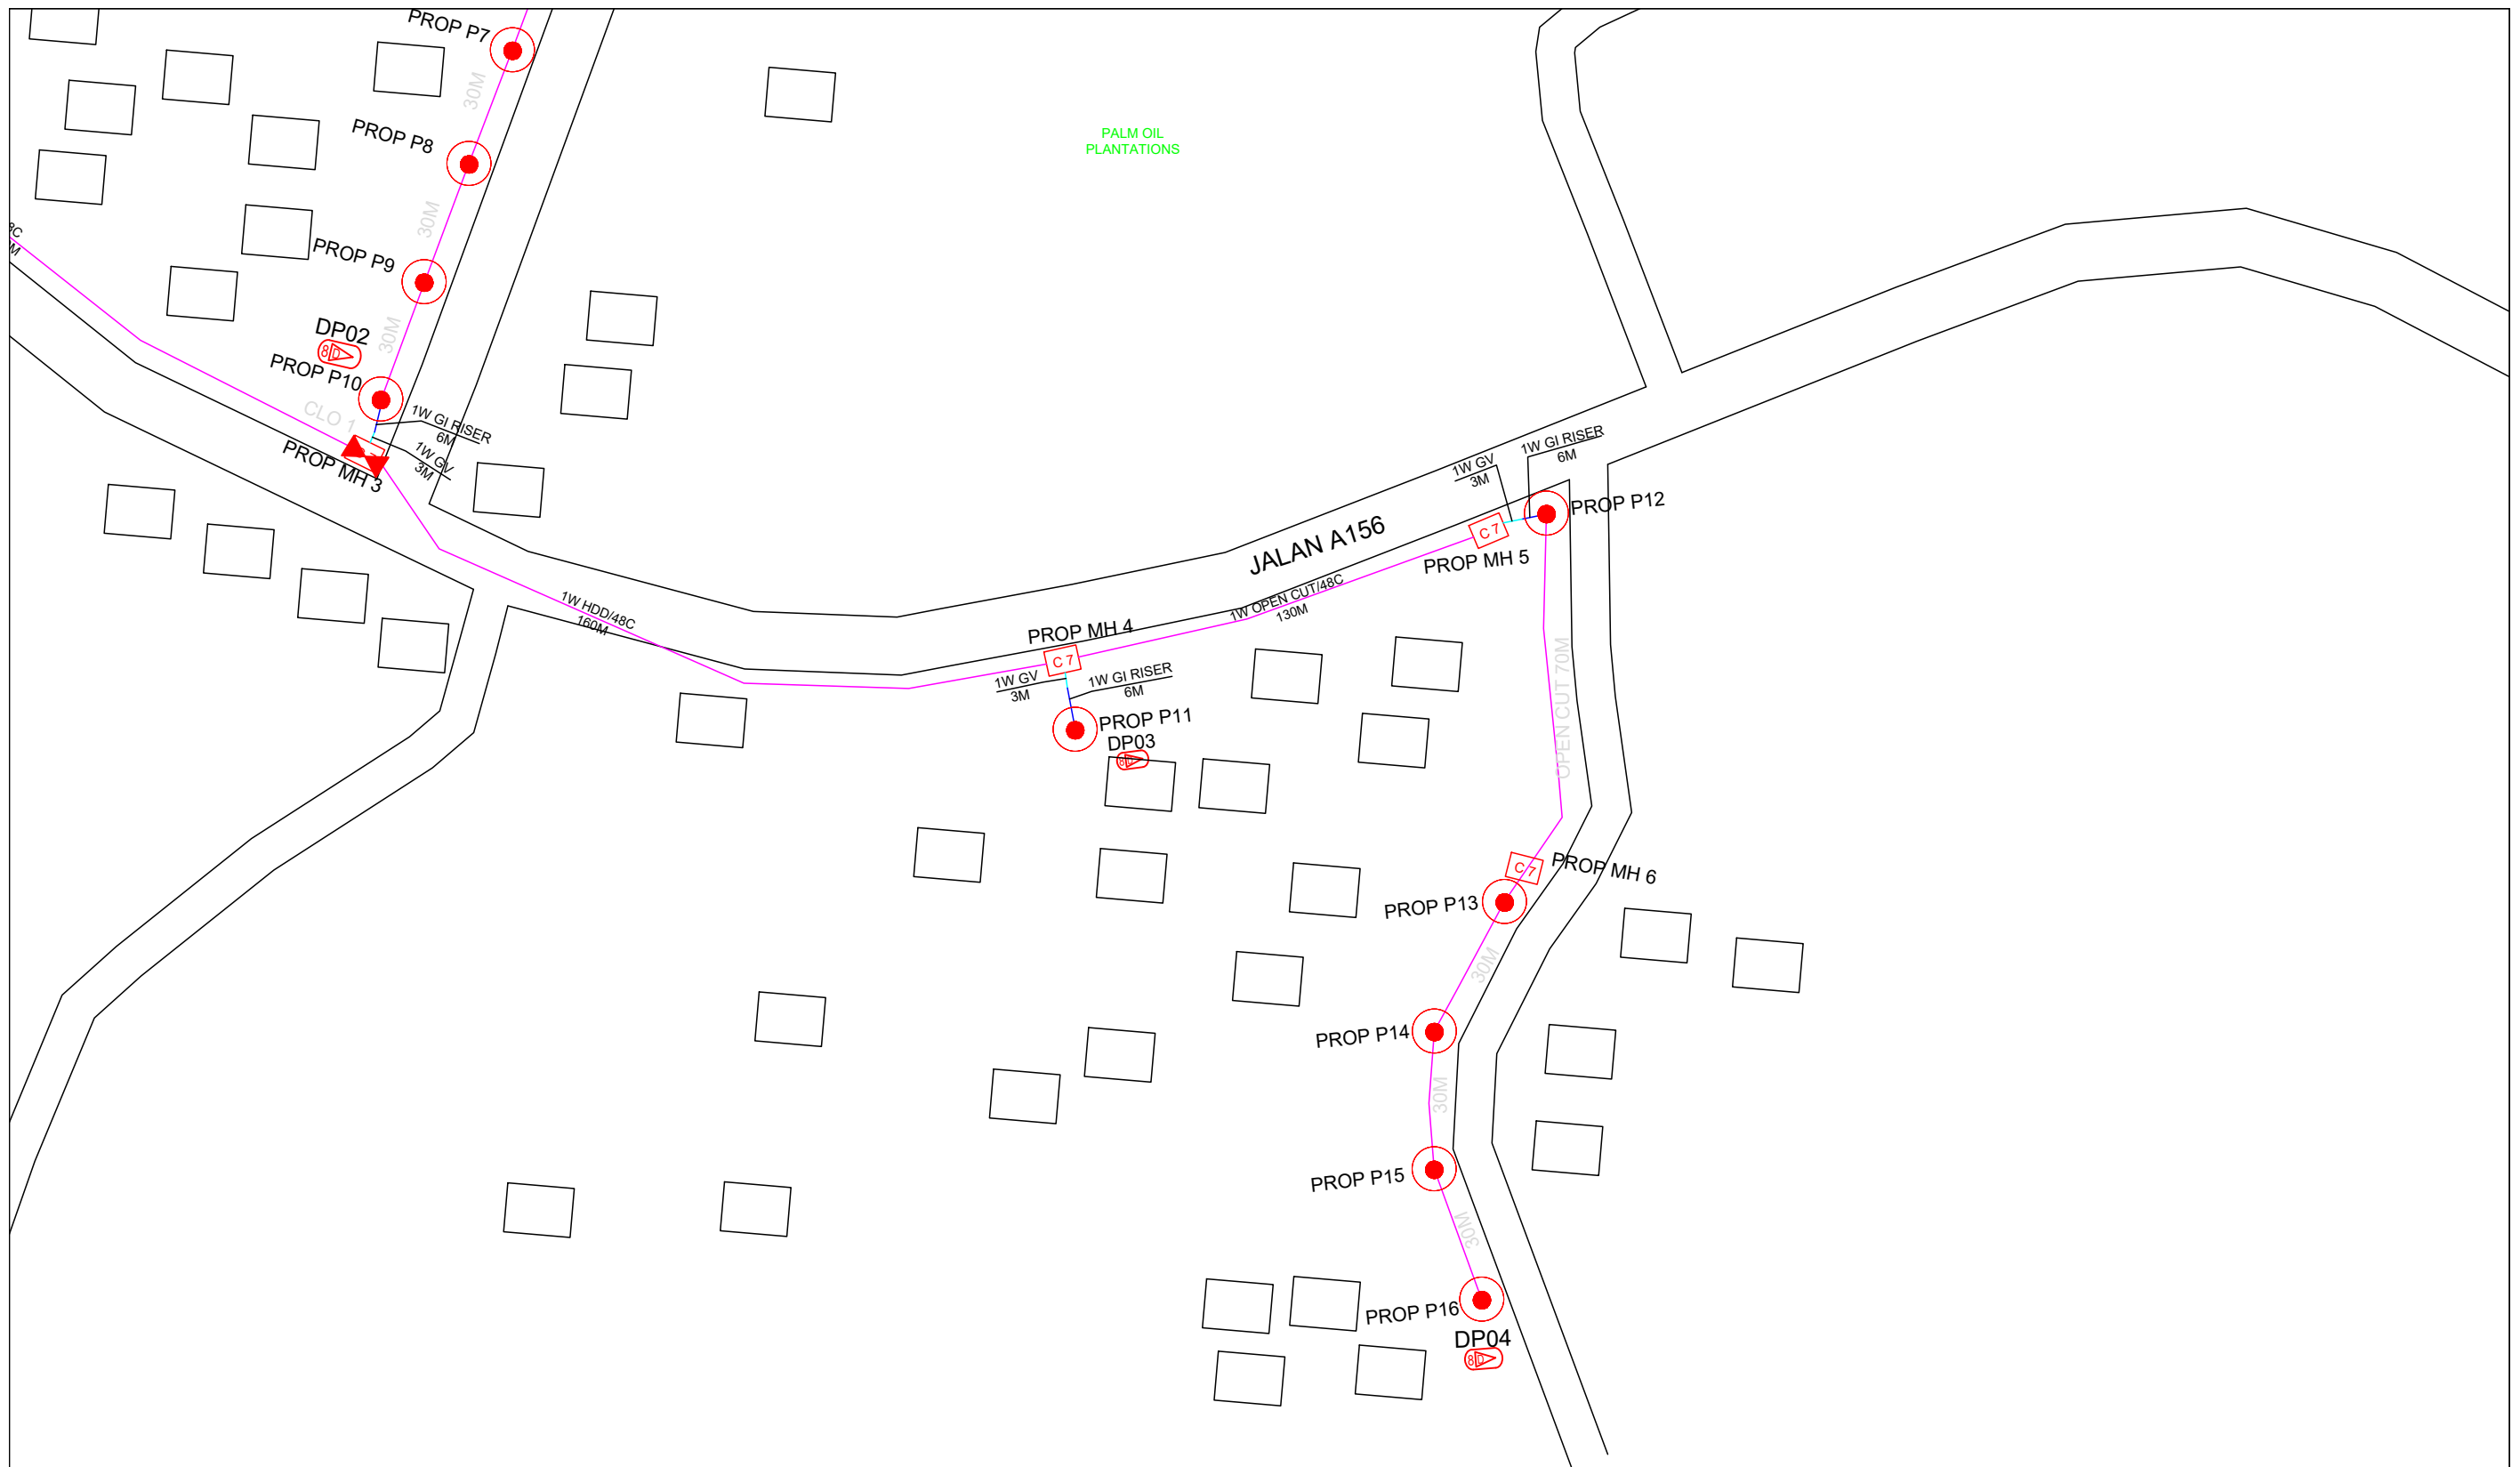 PROP P7
30M
PROP P8
30M
PROP P9
30M
DP02
8D
PROP P10
CLO 1
1W GI RISER
6M
1W GV
3M
PROP MH 3
PALM OIL
PLANTATIONS
1W HDD/48C
160M
JALAN A156
1W GV
3M
1W GI RISER
6M
PROP P12
C 7
PROP MH 5
1W OPEN CUT/48C
130M
PROP MH 4
C 7
1W GV
3M
1W GI RISER
6M
PROP P11
DP03
8D
OPEN CUT 70M
C 7
PROP MH 6
PROP P13
30M
PROP P14
30M
PROP P15
30M
PROP P16
DP04
8D